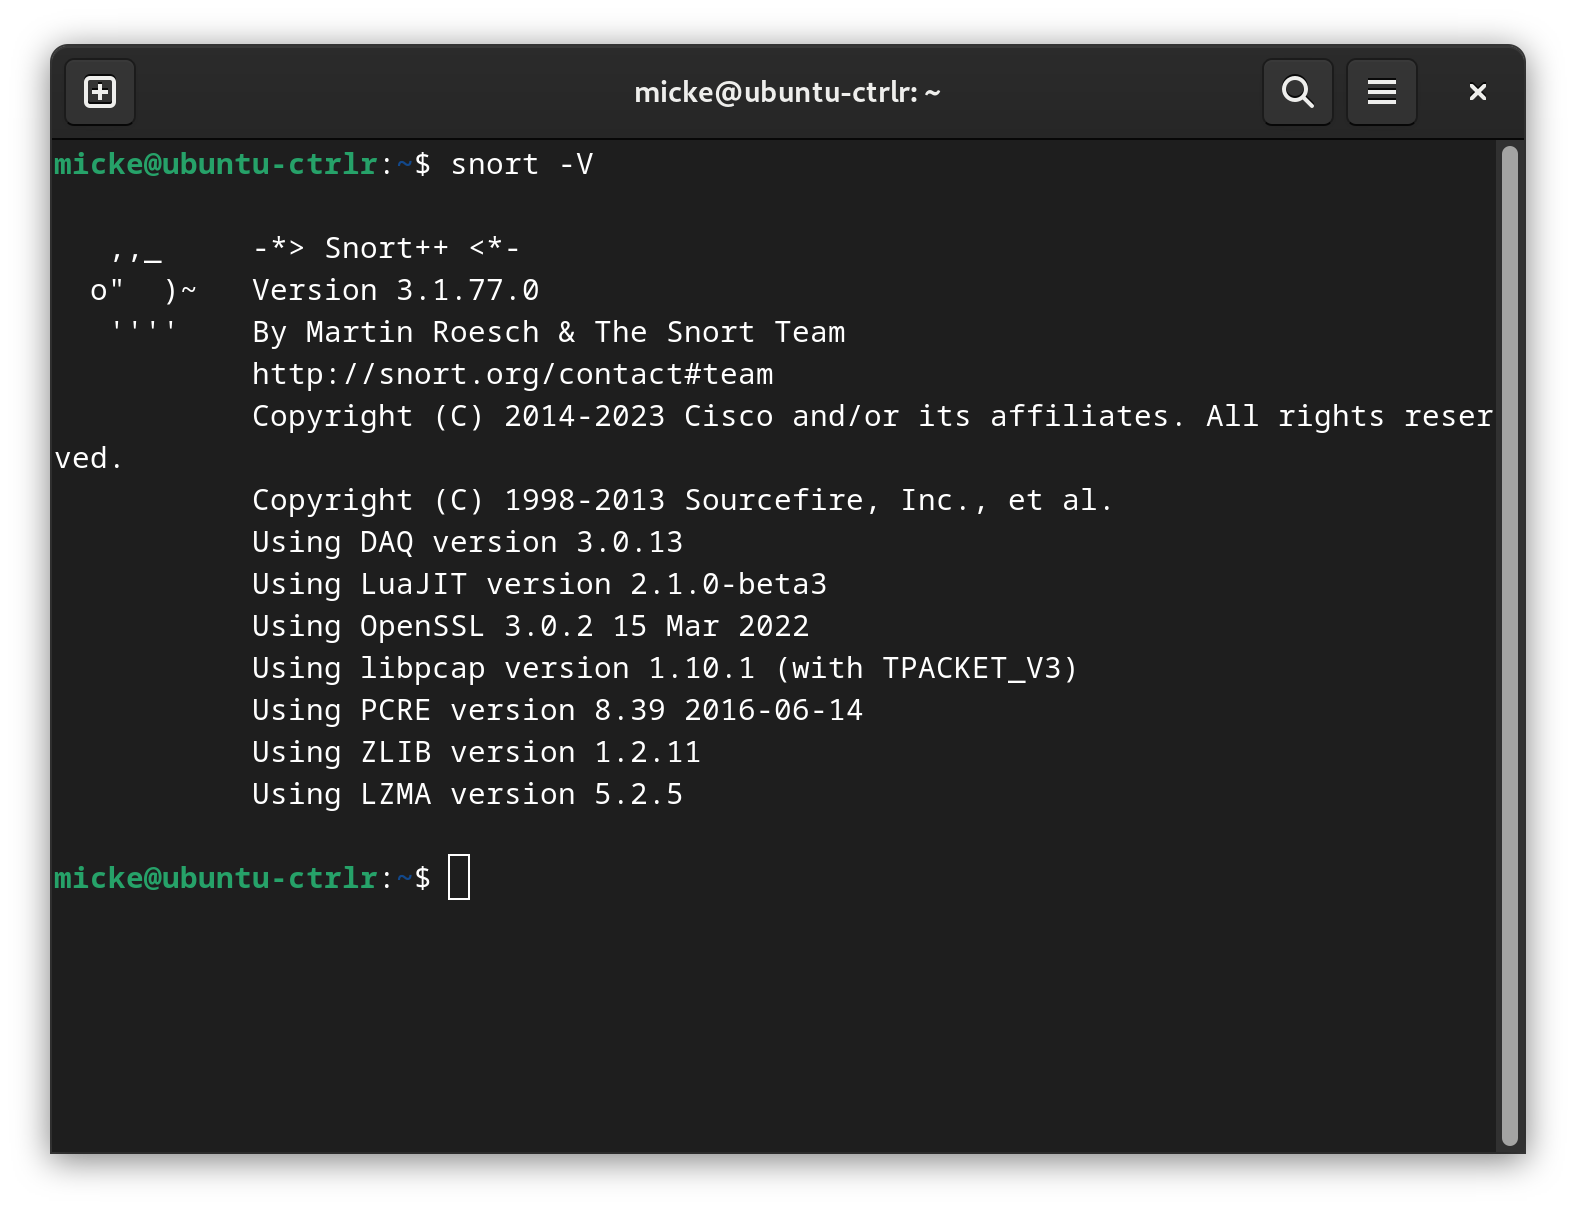 micke@ubuntu-ctrlr: ~
micke@ubuntu-ctrlr:~$ snort -V

   ,,_     -*> Snort++ <*-
  o"  )~   Version 3.1.77.0
   ''''    By Martin Roesch & The Snort Team
           http://snort.org/contact#team
           Copyright (C) 2014-2023 Cisco and/or its affiliates. All rights reser
ved.
           Copyright (C) 1998-2013 Sourcefire, Inc., et al.
           Using DAQ version 3.0.13
           Using LuaJIT version 2.1.0-beta3
           Using OpenSSL 3.0.2 15 Mar 2022
           Using libpcap version 1.10.1 (with TPACKET_V3)
           Using PCRE version 8.39 2016-06-14
           Using ZLIB version 1.2.11
           Using LZMA version 5.2.5

micke@ubuntu-ctrlr:~$